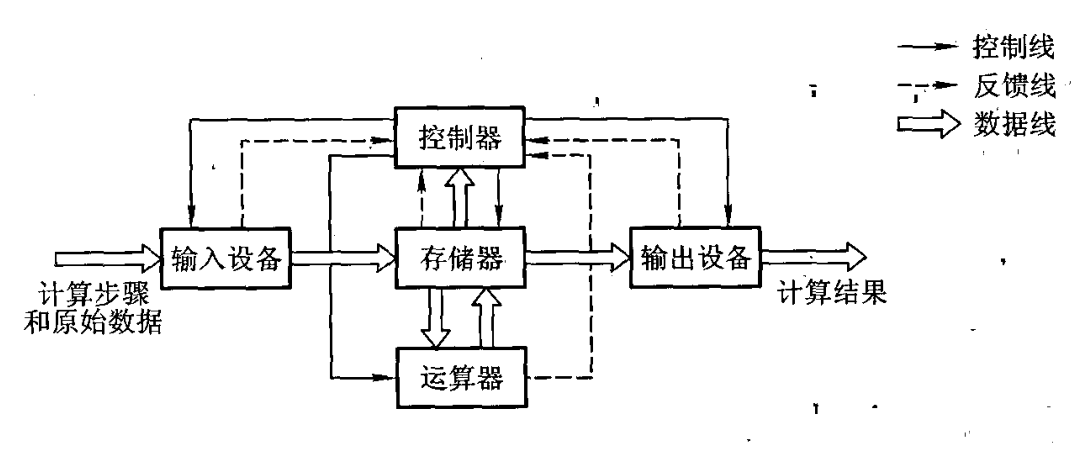 控制线
反馈线
数据线
控制器
输入设备
存储器
输出设备
计算步骤
和原始数据
计算结果
运算器